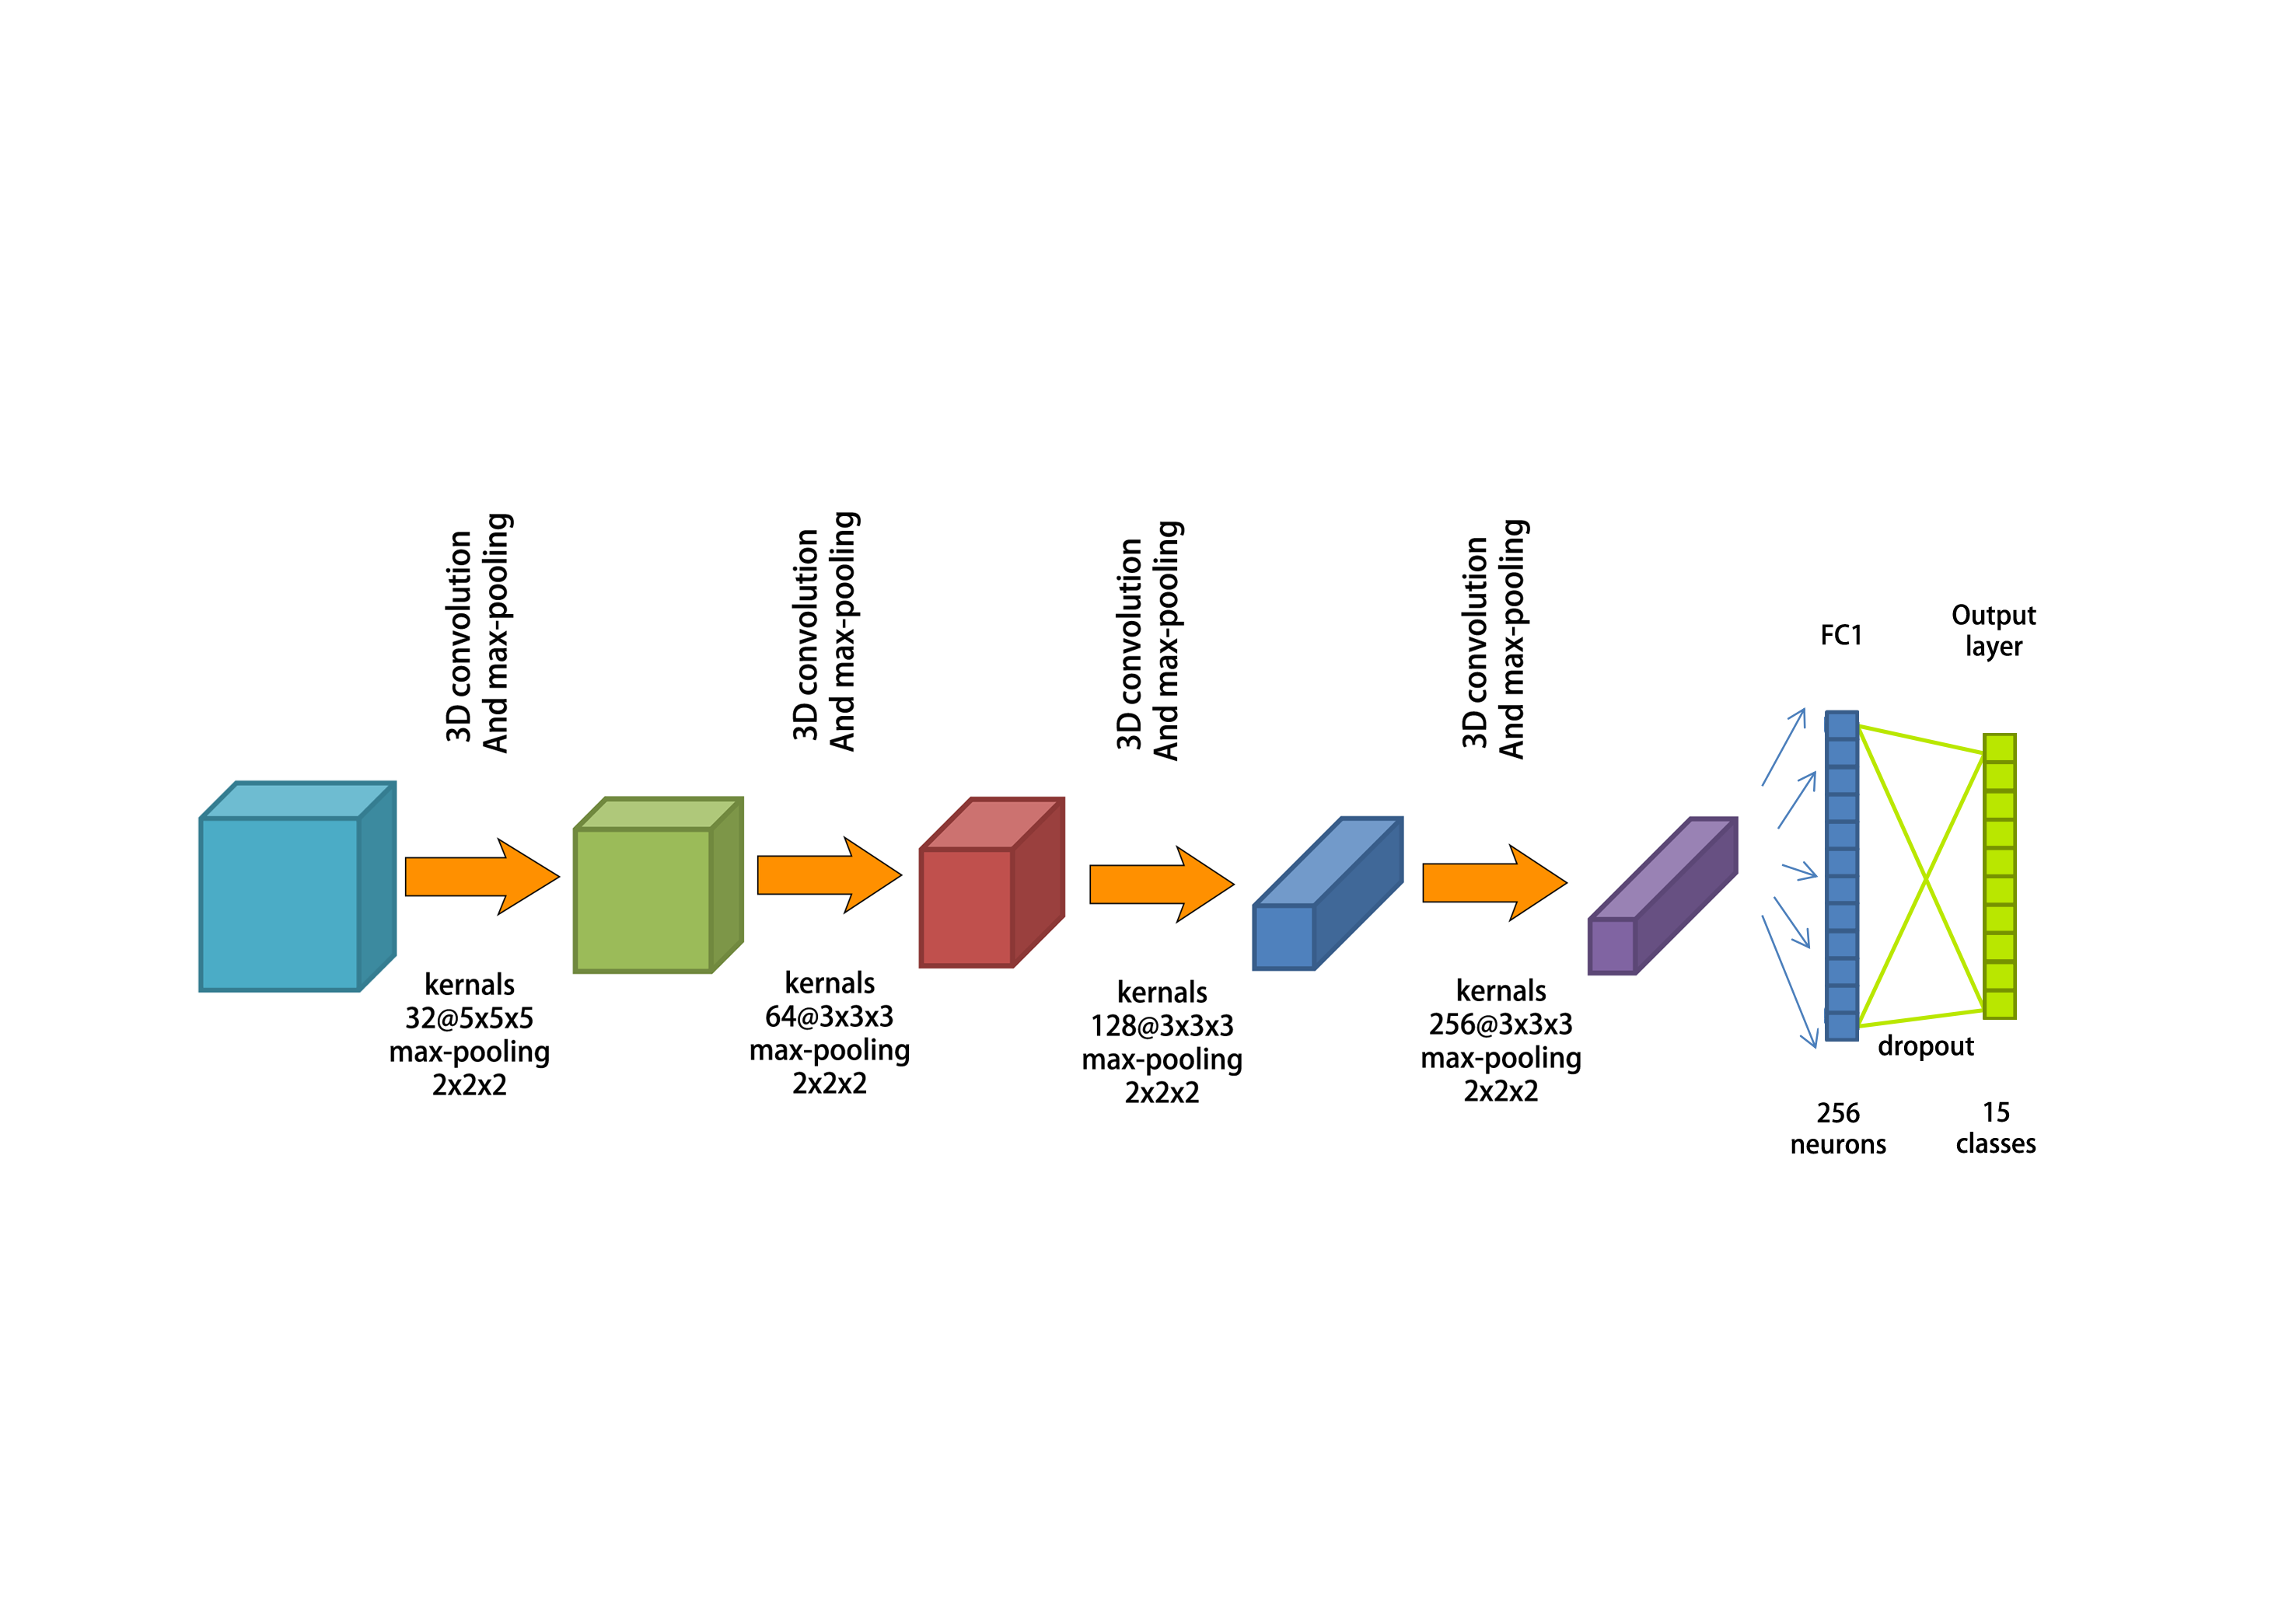 3D convolution
And max-pooling
3D convolution
And max-pooling
3D convolution
And max-pooling
3D convolution
And max-pooling
FC1
Output
layer
kernals
32@5x5x5
max-pooling
2x2x2
kernals
64@3x3x3
max-pooling
2x2x2
kernals
128@3x3x3
max-pooling
2x2x2
kernals
256@3x3x3
max-pooling
2x2x2
dropout
256
neurons
15
classes